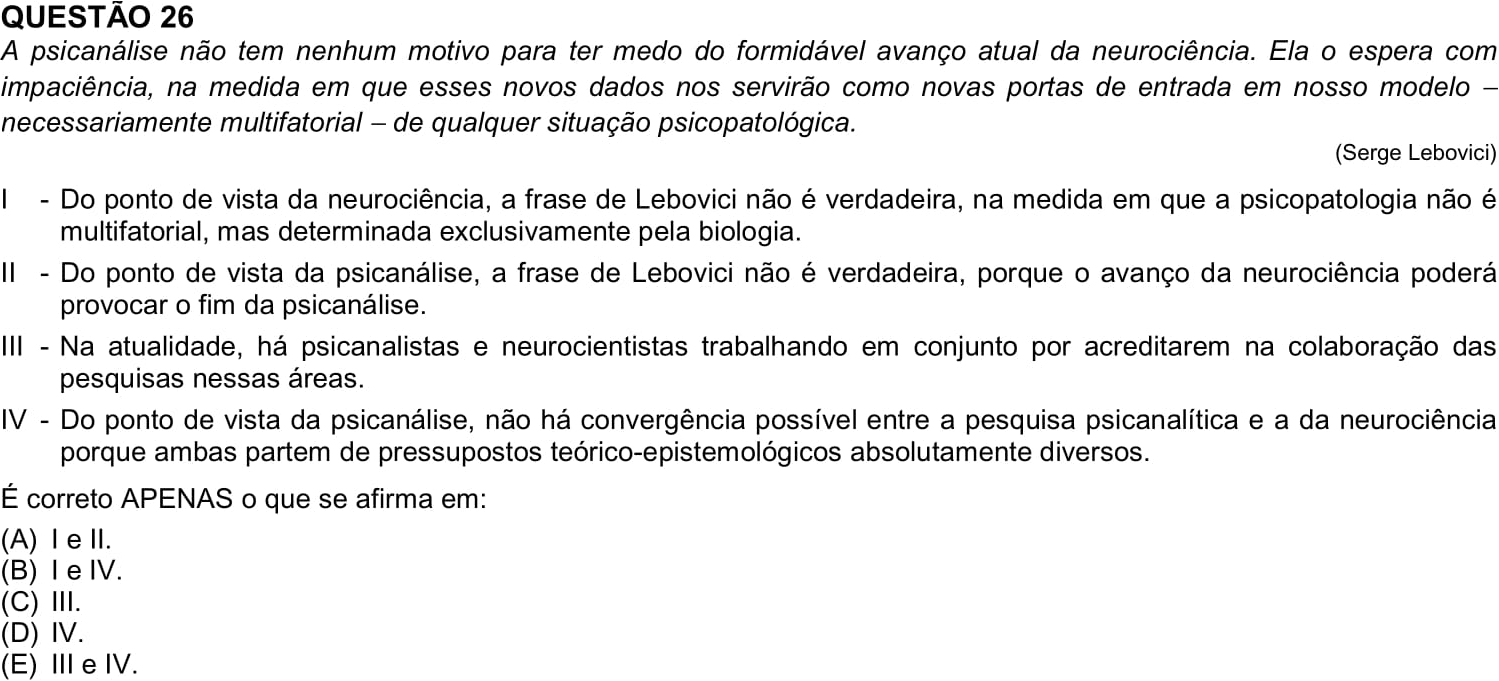 QUESTÃO 26
A psicanálise não tem nenhum motivo para ter medo do formidável avanço atual da neurociência. Ela o espera com
impaciência, na medida em que esses novos dados nos servirão como novas portas de entrada em nosso modelo –
necessariamente multifatorial – de qualquer situação psicopatológica.
(Serge Lebovici)
I - Do ponto de vista da neurociência, a frase de Lebovici não é verdadeira, na medida em que a psicopatologia não é
multifatorial, mas determinada exclusivamente pela biologia.
II - Do ponto de vista da psicanálise, a frase de Lebovici não é verdadeira, porque o avanço da neurociência poderá
provocar o fim da psicanálise.
III - Na atualidade, há psicanalistas e neurocientistas trabalhando em conjunto por acreditarem na colaboração das
pesquisas nessas áreas.
IV - Do ponto de vista da psicanálise, não há convergência possível entre a pesquisa psicanalítica e a da neurociência
porque ambas partem de pressupostos teórico-epistemológicos absolutamente diversos.
É correto APENAS o que se afirma em:
(A) I e II.
(B) I e IV.
(C) III.
(D) IV.
(E) III e IV.